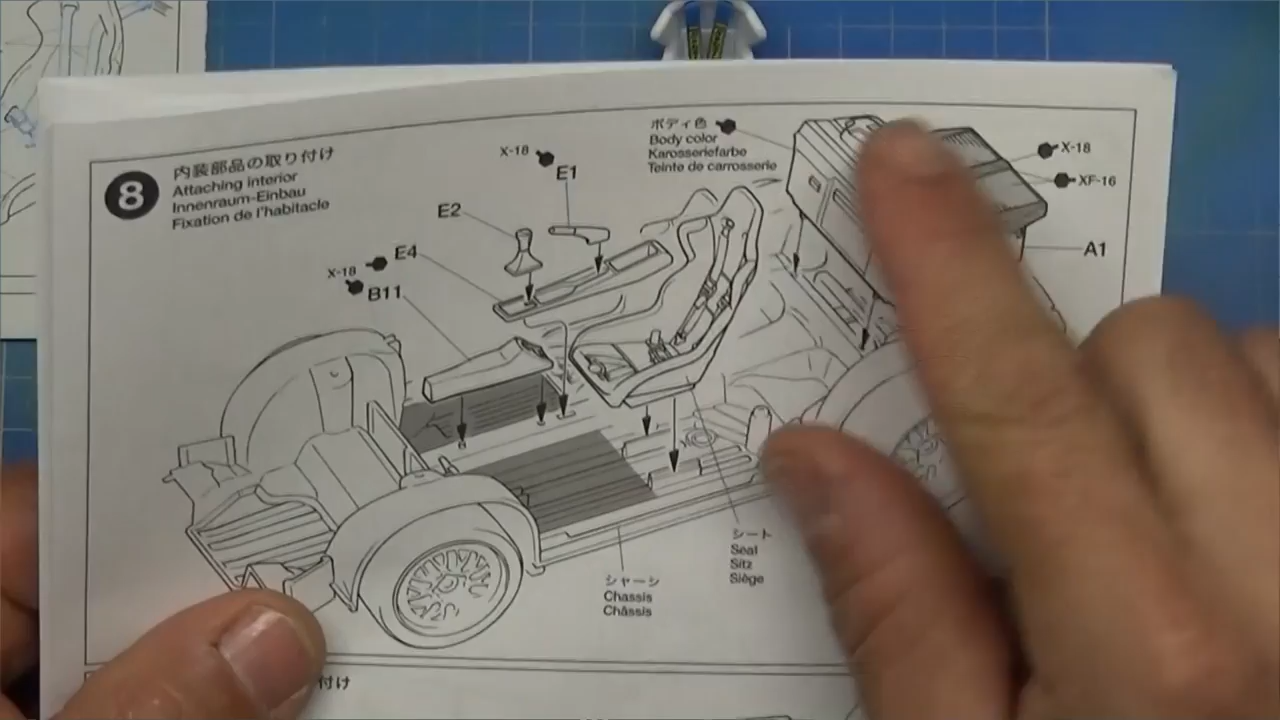 8
内装部品の取り付け
Attaching interior
Innenraum-Einbau
Fixation de l'habitacle
X-18
E1
E2
X-18
E4
B11
ボディ色
Body color
Karosseriefarbe
Teinte de carrosserie
X-18
XF-16
A1
シート
Seat
Sitz
Siège
シャーシ
Chassis
Châssis
付け